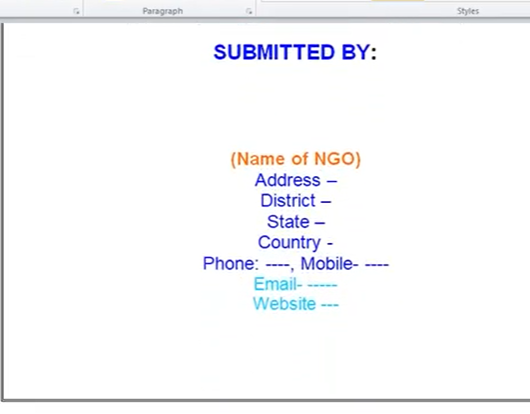 Paragraph
Styles
SUBMITTED BY:
(Name of NGO)
Address –
District –
State –
Country -
Phone: ----, Mobile- ----
Email- -----
Website ---